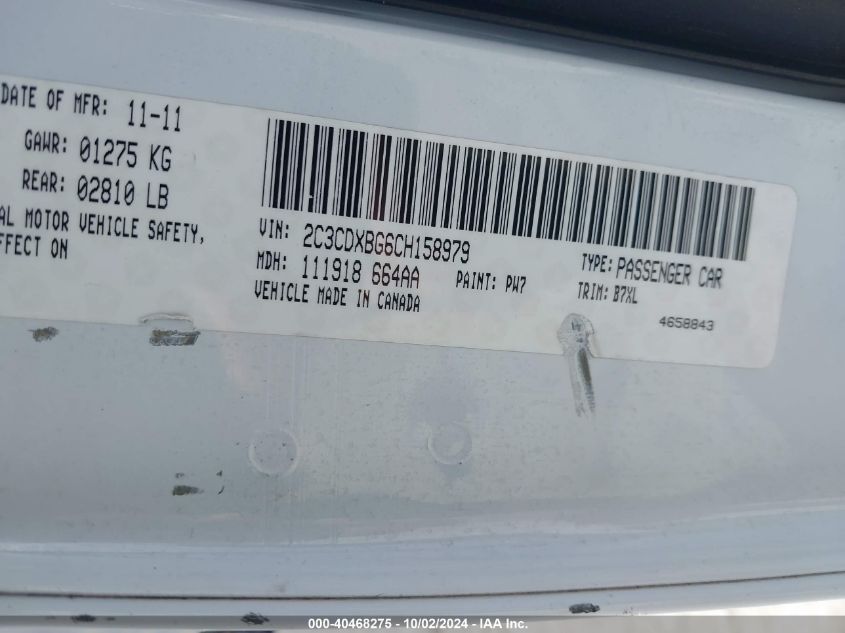 DATE OF MFR: 11-11
GAWR: 01275 KG
REAR: 02810 LB
MOTOR VEHICLE SAFETY,
ON
VIN: 2C3CDXBG6CH158979
MDH: 111918 664AA
PAINT: PW7
VEHICLE MADE IN CANADA
TYPE: PASSENGER CAR
TRIM: B7XL
4658843
000-40468275 - 10/02/2024 - IAA Inc.